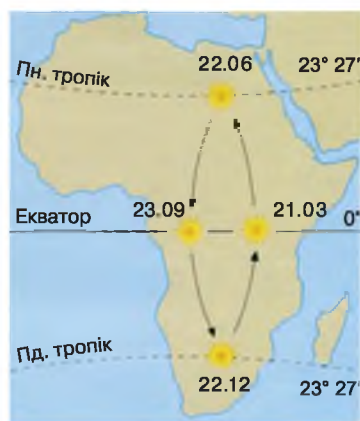 Пн. тропік
22.06
23° 27'
Екватор
23.09
21.03
0°
Пд. тропік
22.12
23° 27'